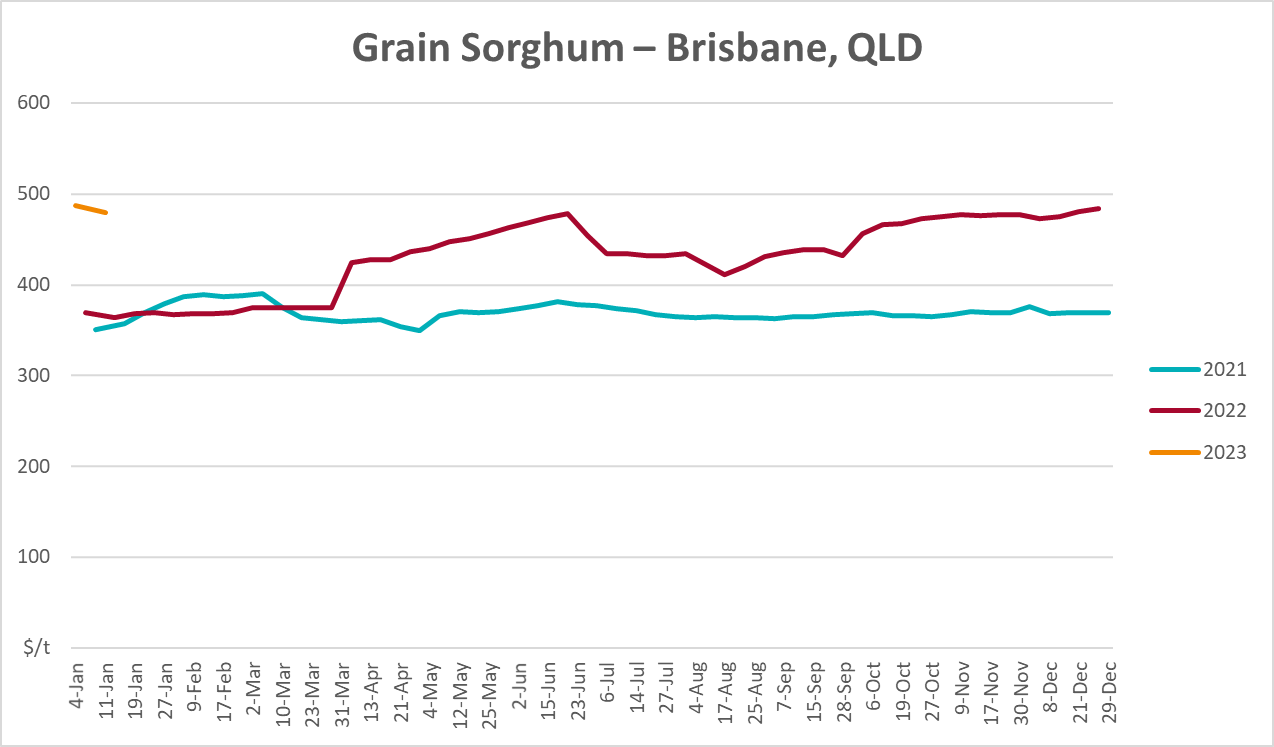 Grain Sorghum – Brisbane, QLD
600
500
400
300
200
100
$/t
4-Jan
11-Jan
19-Jan
27-Jan
9-Feb
17-Feb
2-Mar
10-Mar
23-Mar
31-Mar
13-Apr
21-Apr
4-May
12-May
25-May
2-Jun
15-Jun
23-Jun
6-Jul
14-Jul
27-Jul
4-Aug
17-Aug
25-Aug
7-Sep
15-Sep
28-Sep
6-Oct
19-Oct
27-Oct
9-Nov
17-Nov
30-Nov
8-Dec
21-Dec
29-Dec
2021
2022
2023